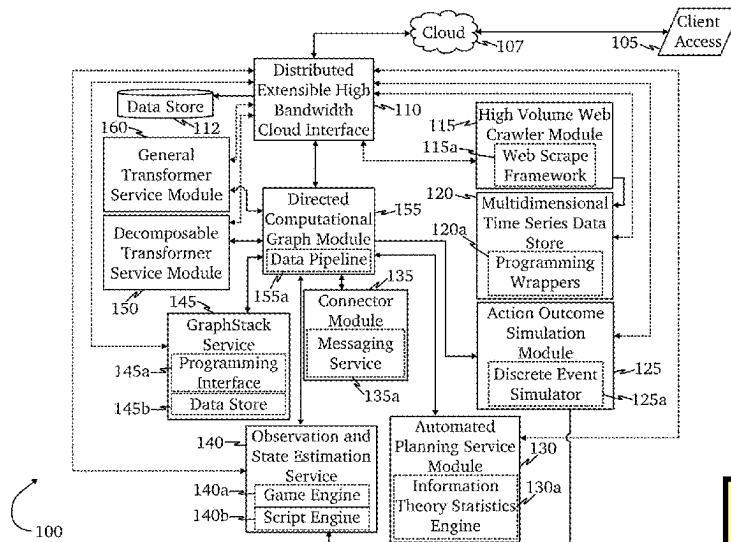 Client
Access
Cloud
105
107
Distributed
Extensible High
Bandwidth
Cloud Interface
110
Data Store
112
160
General
Transformer
Service Module
115
High Volume Web
Crawler Module
115a
Web Scrape
Framework
Directed
Computational
Graph Module
155
Data Pipeline
155a
120
Multidimensional
Time Series Data
Store
120a
Programming
Wrappers
Decomposable
Transformer
Service Module
150
145
135
GraphStack
Service
145a
Programming
Interface
145b
Data Store
Connector
Module
Messaging
Service
135a
Action Outcome
Simulation
Module
125
Discrete Event
Simulator
125a
140
Observation and
State Estimation
Service
140a
Game Engine
140b
Script Engine
Automated
Planning Service
Module
130
Information
Theory Statistics
Engine
130a
100